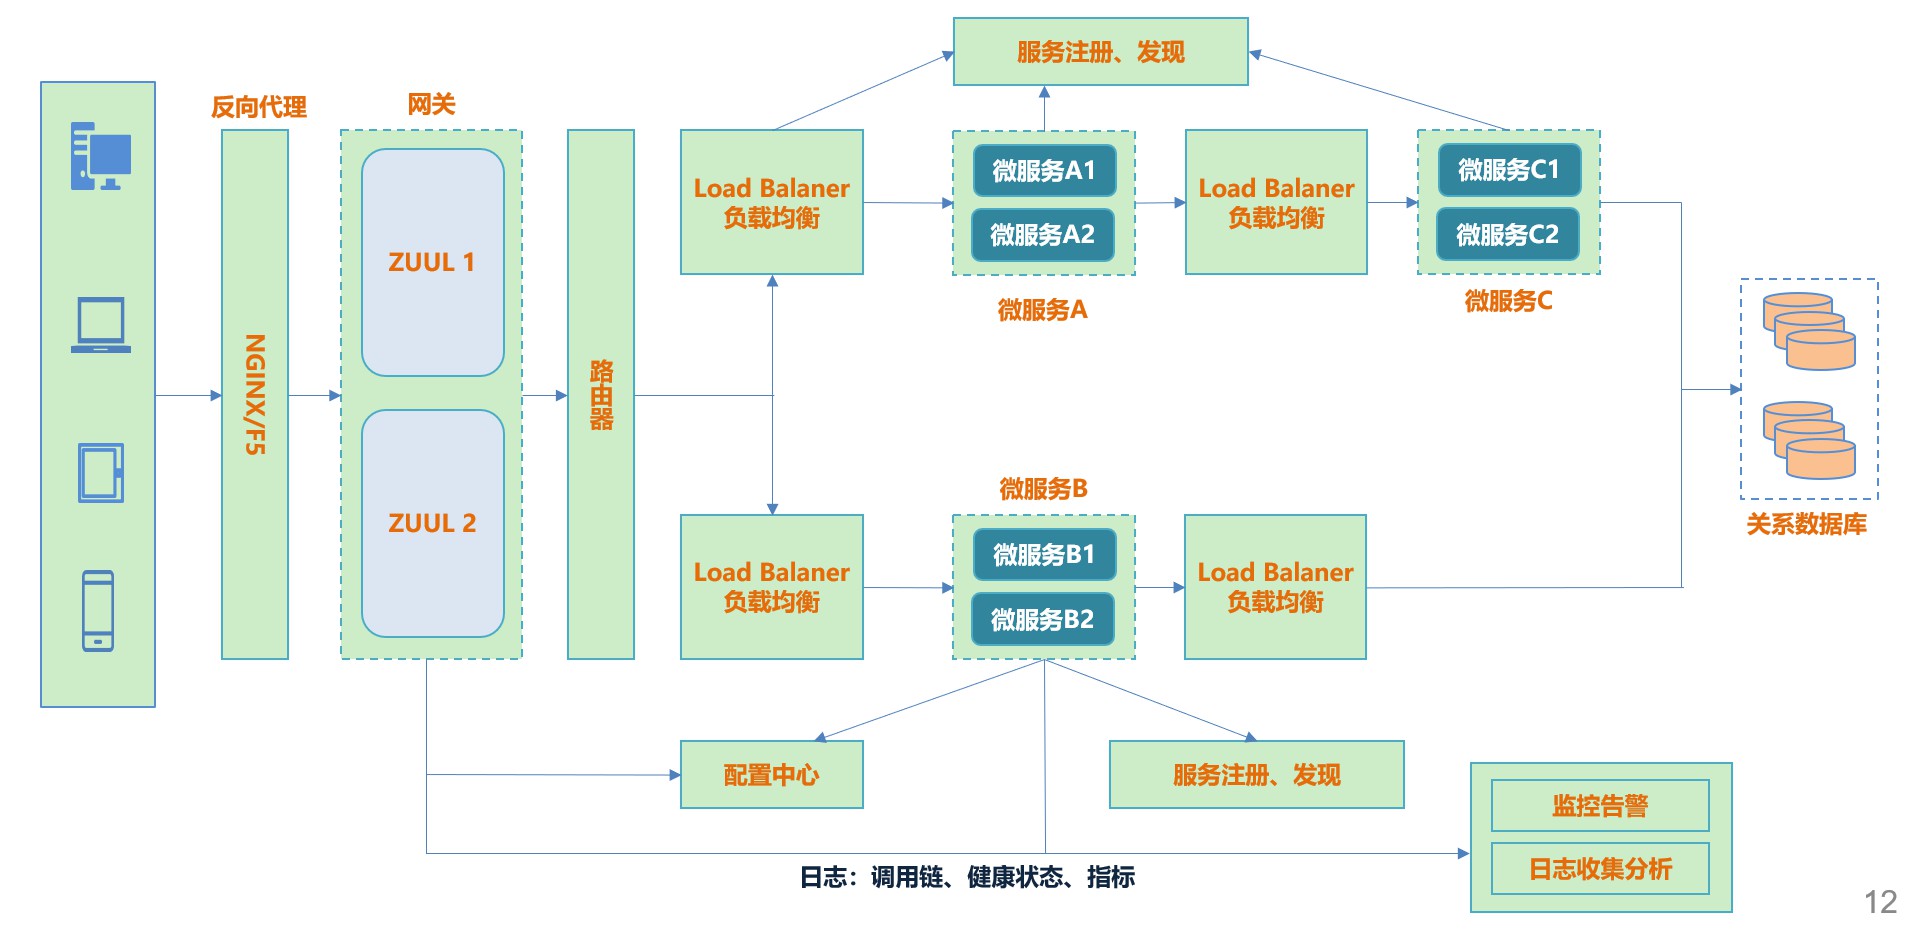 服务注册、发现
反向代理
网关
NGINX/F5
ZUUL 1
ZUUL 2
路由器
Load Balaner
负载均衡
微服务A1
微服务A2
微服务A
Load Balaner
负载均衡
微服务C1
微服务C2
微服务C
关系数据库
微服务B
Load Balaner
负载均衡
微服务B1
微服务B2
Load Balaner
负载均衡
配置中心
服务注册、发现
监控告警
日志收集分析
日志：调用链、健康状态、指标
12